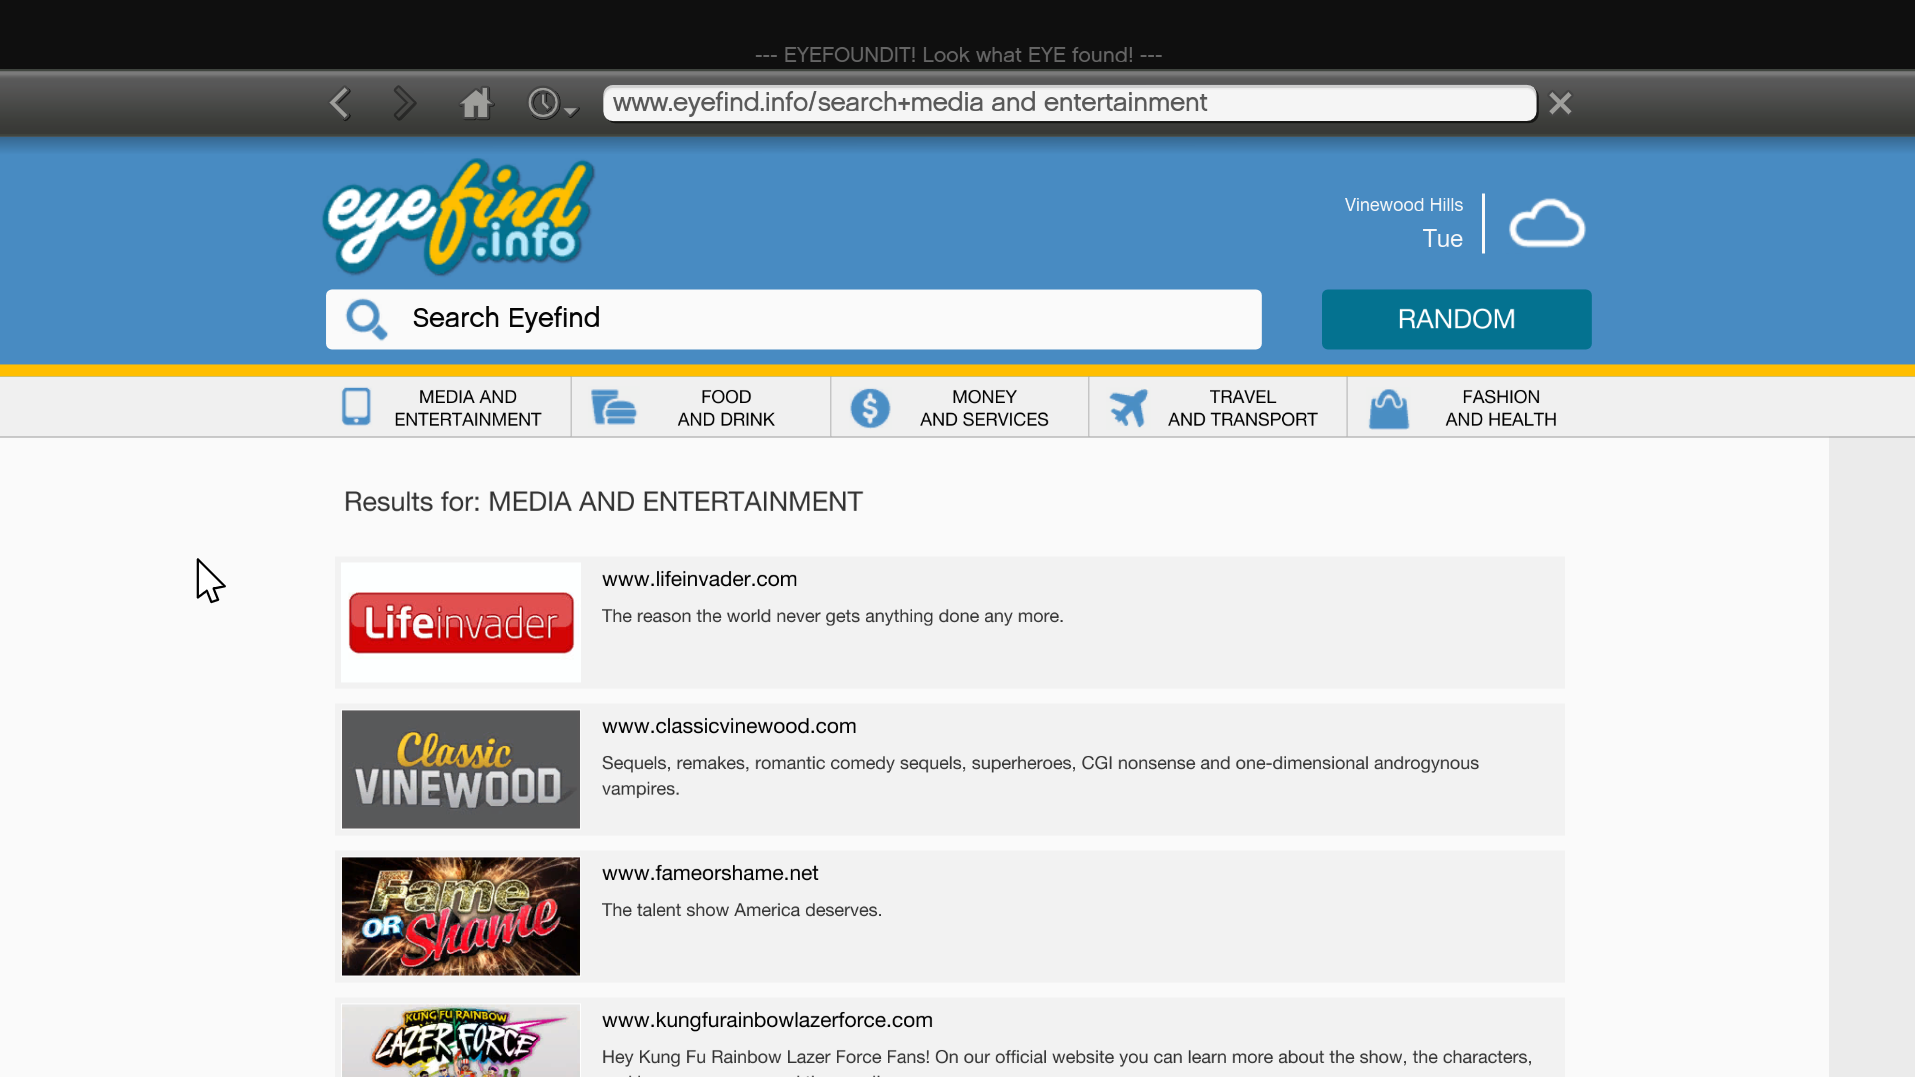 --- EYEFOUNDIT! Look what EYE found! ---
www.eyefind.info/search+media and entertainment
eyefind
.info
Vinewood Hills
Tue
Search Eyefind
RANDOM
MEDIA AND
ENTERTAINMENT
FOOD
AND DRINK
MONEY
AND SERVICES
TRAVEL
AND TRANSPORT
FASHION
AND HEALTH
Results for: MEDIA AND ENTERTAINMENT
Lifeinvader
www.lifeinvader.com
The reason the world never gets anything done any more.
Classic
VINEWOOD
www.classicvinewood.com
Sequels, remakes, romantic comedy sequels, superheroes, CGI nonsense and one-dimensional androgynous
vampires.
Fame
OR Shame
www.fameorshame.net
The talent show America deserves.
KUNG FU RAINBOW
LAZER FORCE
www.kungfurainbowlazerforce.com
Hey Kung Fu Rainbow Lazer Force Fans! On our official website you can learn more about the show, the characters,